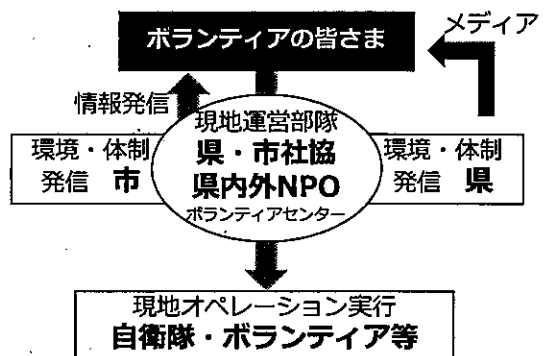 メディア
ボランティアの皆さま
情報発信
現地運営部隊
県・市社協
県内外NPO
ボランティアセンター
環境・体制
発信 市
環境・体制
発信 県
現地オペレーション実行
自衛隊・ボランティア等